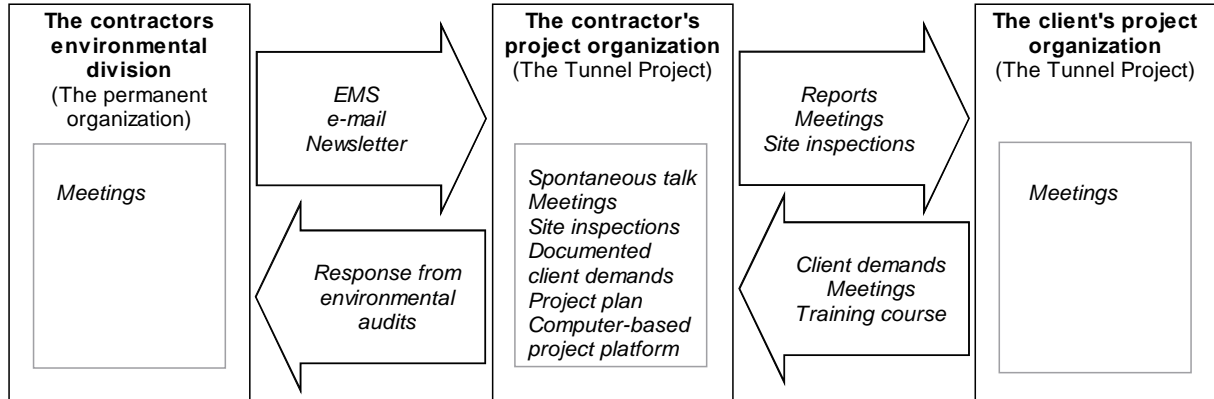 The contractors
environmental
division
(The permanent
organization)
Meetings
EMS
e-mail
Newsletter
Response from
environmental
audits
The contractor's
project organization
(The Tunnel Project)
Spontaneous talk
Meetings
Site inspections
Documented
client demands
Project plan
Computer-based
project platform
Reports
Meetings
Site inspections
Client demands
Meetings
Training course
The client's project
organization
(The Tunnel Project)
Meetings